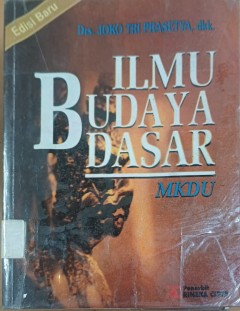 Edisi Baru
Drs. JOKO TRI PRASETYA, dkk.
ILMU
BUDAYA
DASAR
MKDU
Penerbit
RINEKA CIPTA